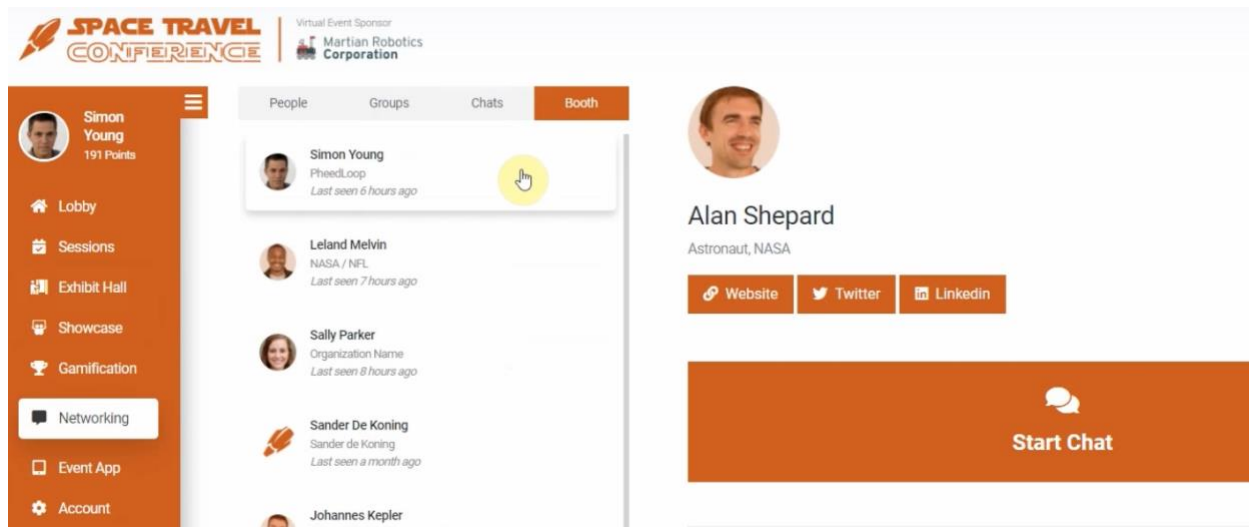 SPACE TRAVEL
CONFERENCE
Virtual Event Sponsor
Martian Robotics
Corporation
Simon
Young
191 Points
Lobby
Sessions
Exhibit Hall
Showcase
Gamification
Networking
Event App
Account
People
Groups
Chats
Booth
Simon Young
PheedLoop
Last seen 6 hours ago
Leland Melvin
NASA / NFL
Last seen 7 hours ago
Sally Parker
Organization Name
Last seen 8 hours ago
Sander De Koning
Sander de Koning
Last seen a month ago
Johannes Kepler
Alan Shepard
Astronaut, NASA
Website
Twitter
Linkedin
Start Chat